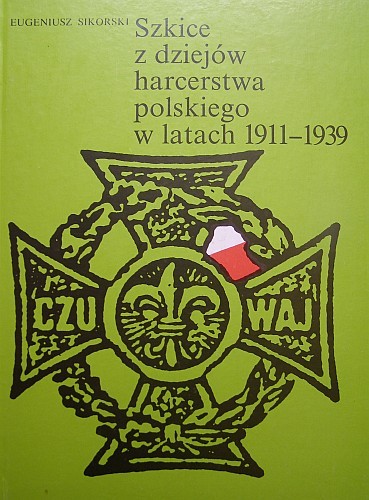 EUGENIUSZ SIKORSKI
Szkice
z dziejów
harcerstwa
polskiego
w latach 1911–1939
CZU WAJ